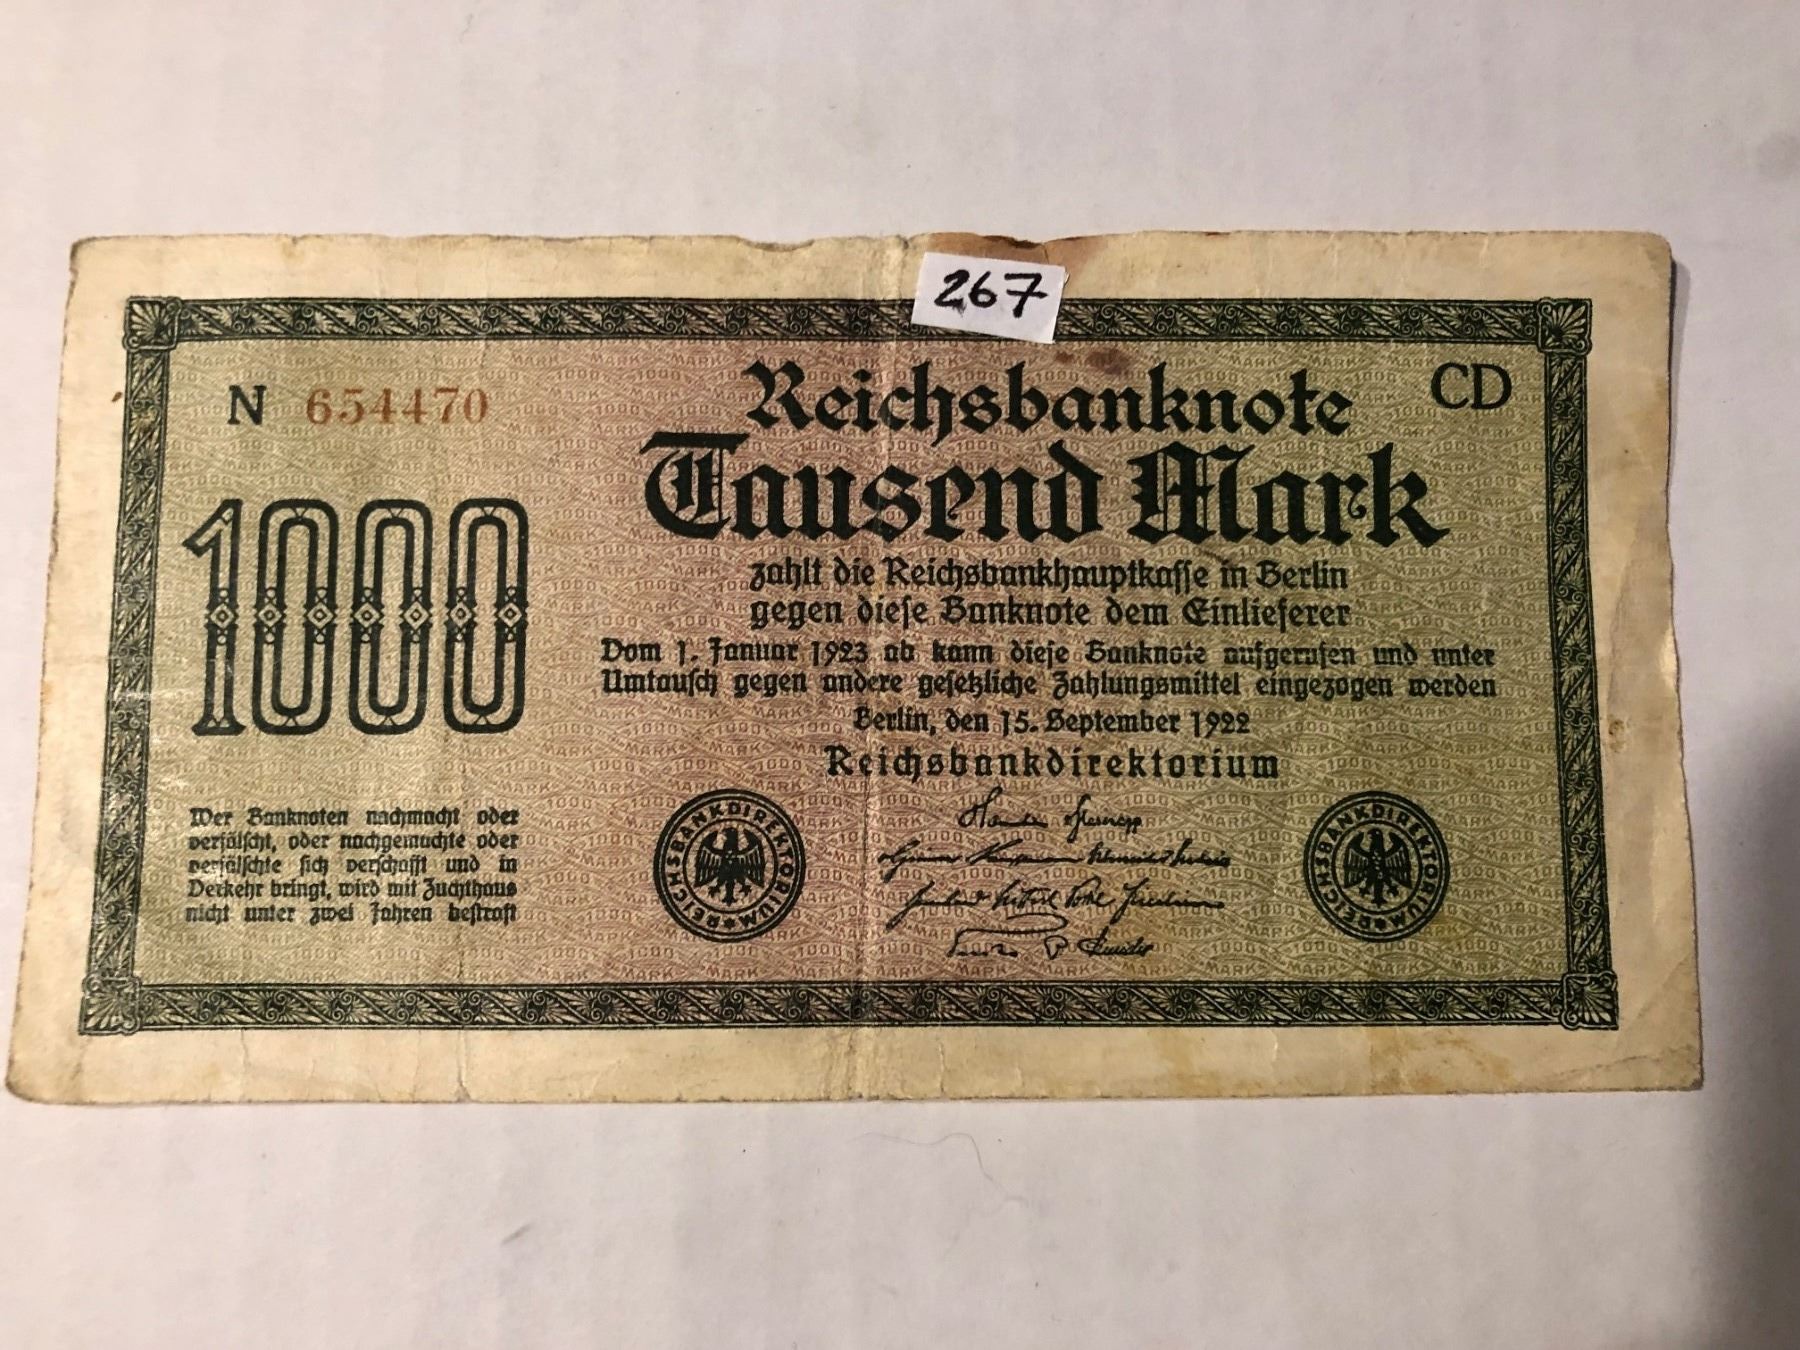 267
N 654470
Reichsbanknote
CD
Tausend Mark
1000
zahlt die Reichsbankhauptkasse in Berlin
gegen diese Banknote dem Einlieferer
Vom 1. Januar 1923 ab kann diese Banknote aufgerufen und unter
Umtausch gegen andere gesetzliche Zahlungsmittel eingezogen werden
Berlin, den 15. September 1922
Reichsbankdirektorium
Wer Banknoten nachmacht oder
verfälscht, oder nachgemachte oder
verfälschte sich verschafft und in
Verkehr bringt, wird mit Zuchthaus
nicht unter zwei Jahren bestraft
REICHSBANKDIREKTORIUM
REICHSBANKDIREKTORIUM